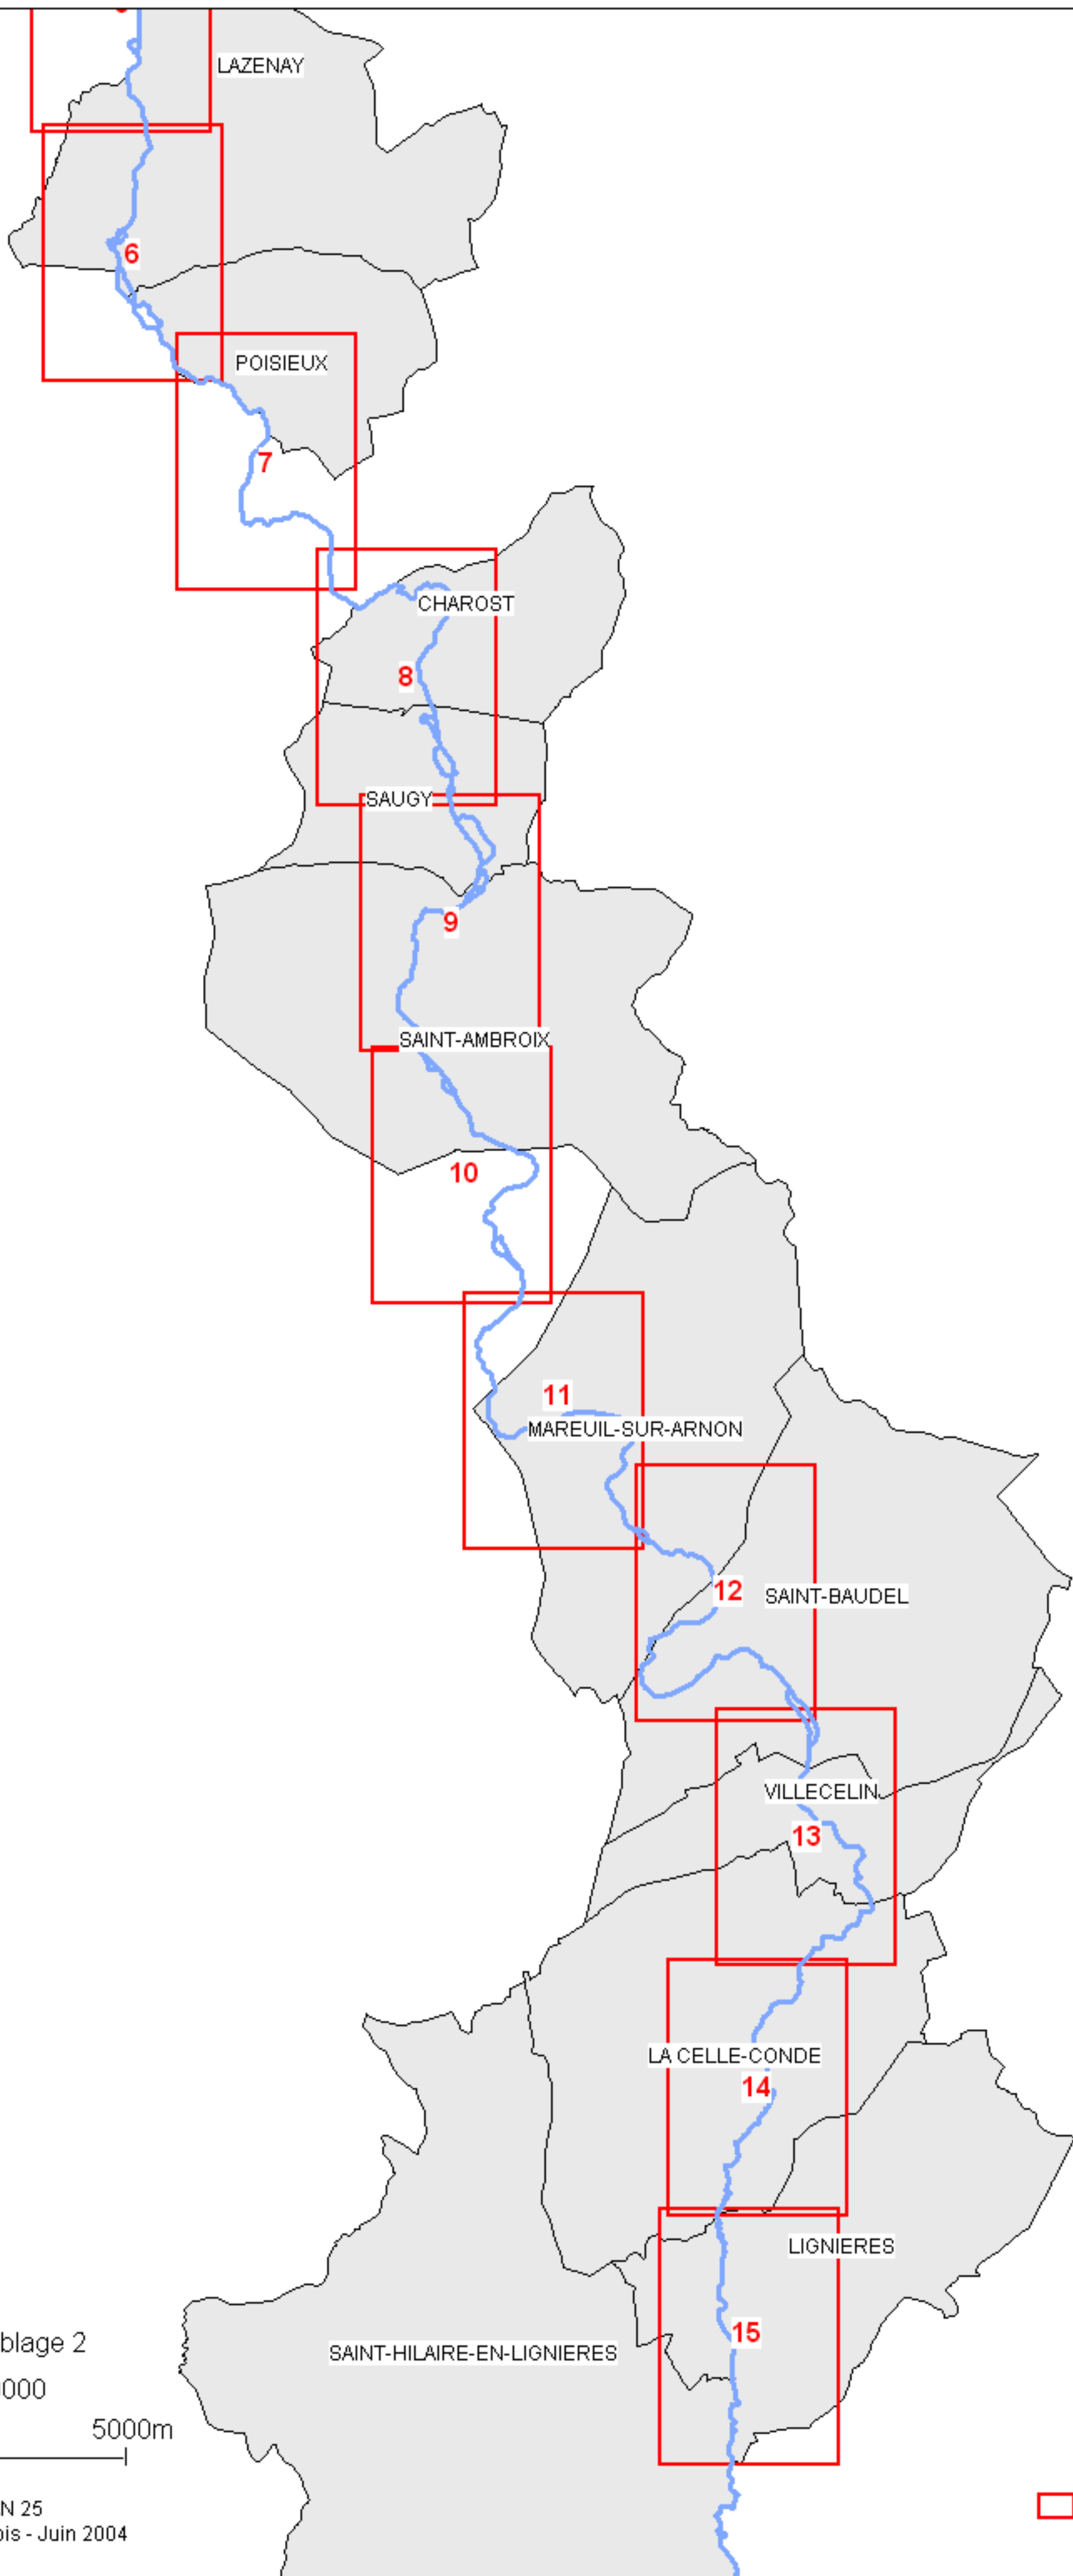 LAZENAY
6
POISIEUX
7
CHAROST
8
SAUGY
9
SAINT-AMBROIX
10
11
MAREUIL-SUR-ARNON
12
SAINT-BAUDEL
VILLECELIN
13
LA CELLE-CONDE
14
LIGNIERES
15
SAINT-HILAIRE-EN-LIGNIERES
blage 2
000
5000m
N 25
ois - Juin 2004